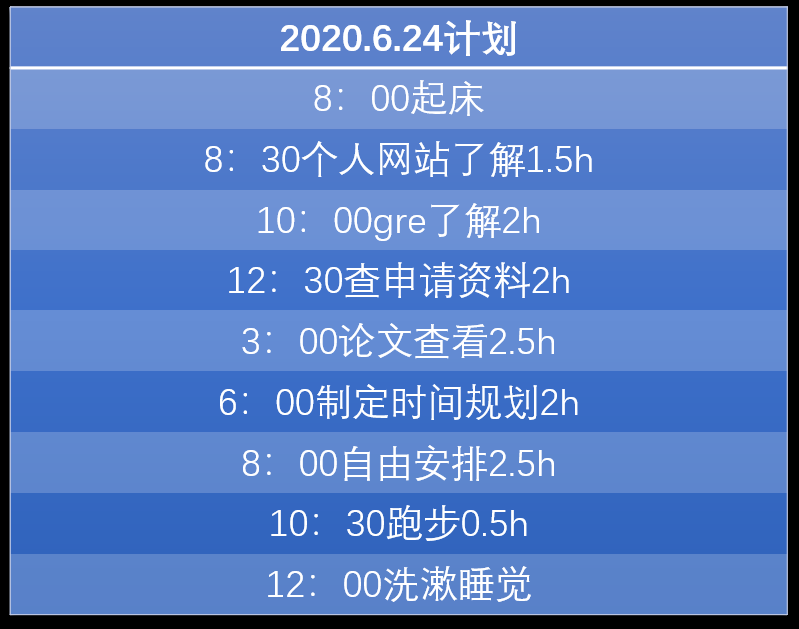 2020.6.24计划
8：00起床
8：30个人网站了解1.5h
10：00gre了解2h
12：30查申请资料2h
3：00论文查看2.5h
6：00制定时间规划2h
8：00自由安排2.5h
10：30跑步0.5h
12：00洗漱睡觉